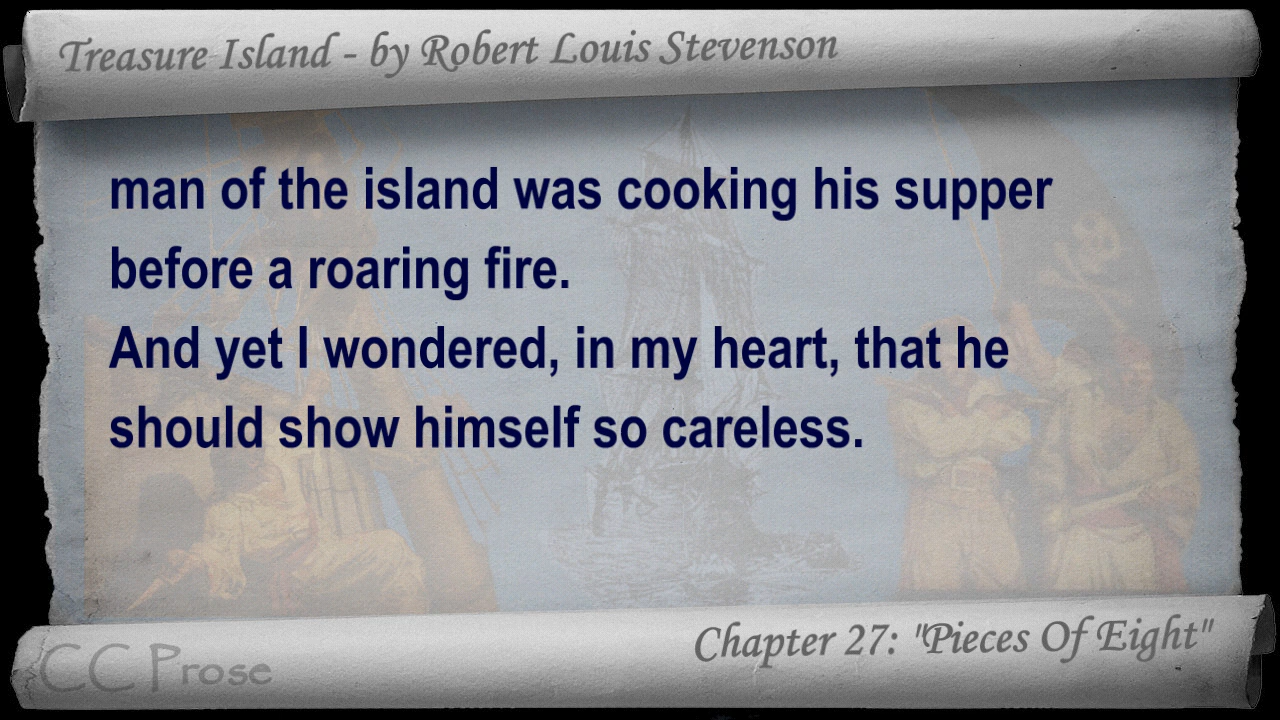 Treasure Island - by Robert Louis Stevenson
man of the island was cooking his supper
before a roaring fire.
And yet I wondered, in my heart, that he
should show himself so careless.
Chapter 27: "Pieces Of Eight"
CC Prose